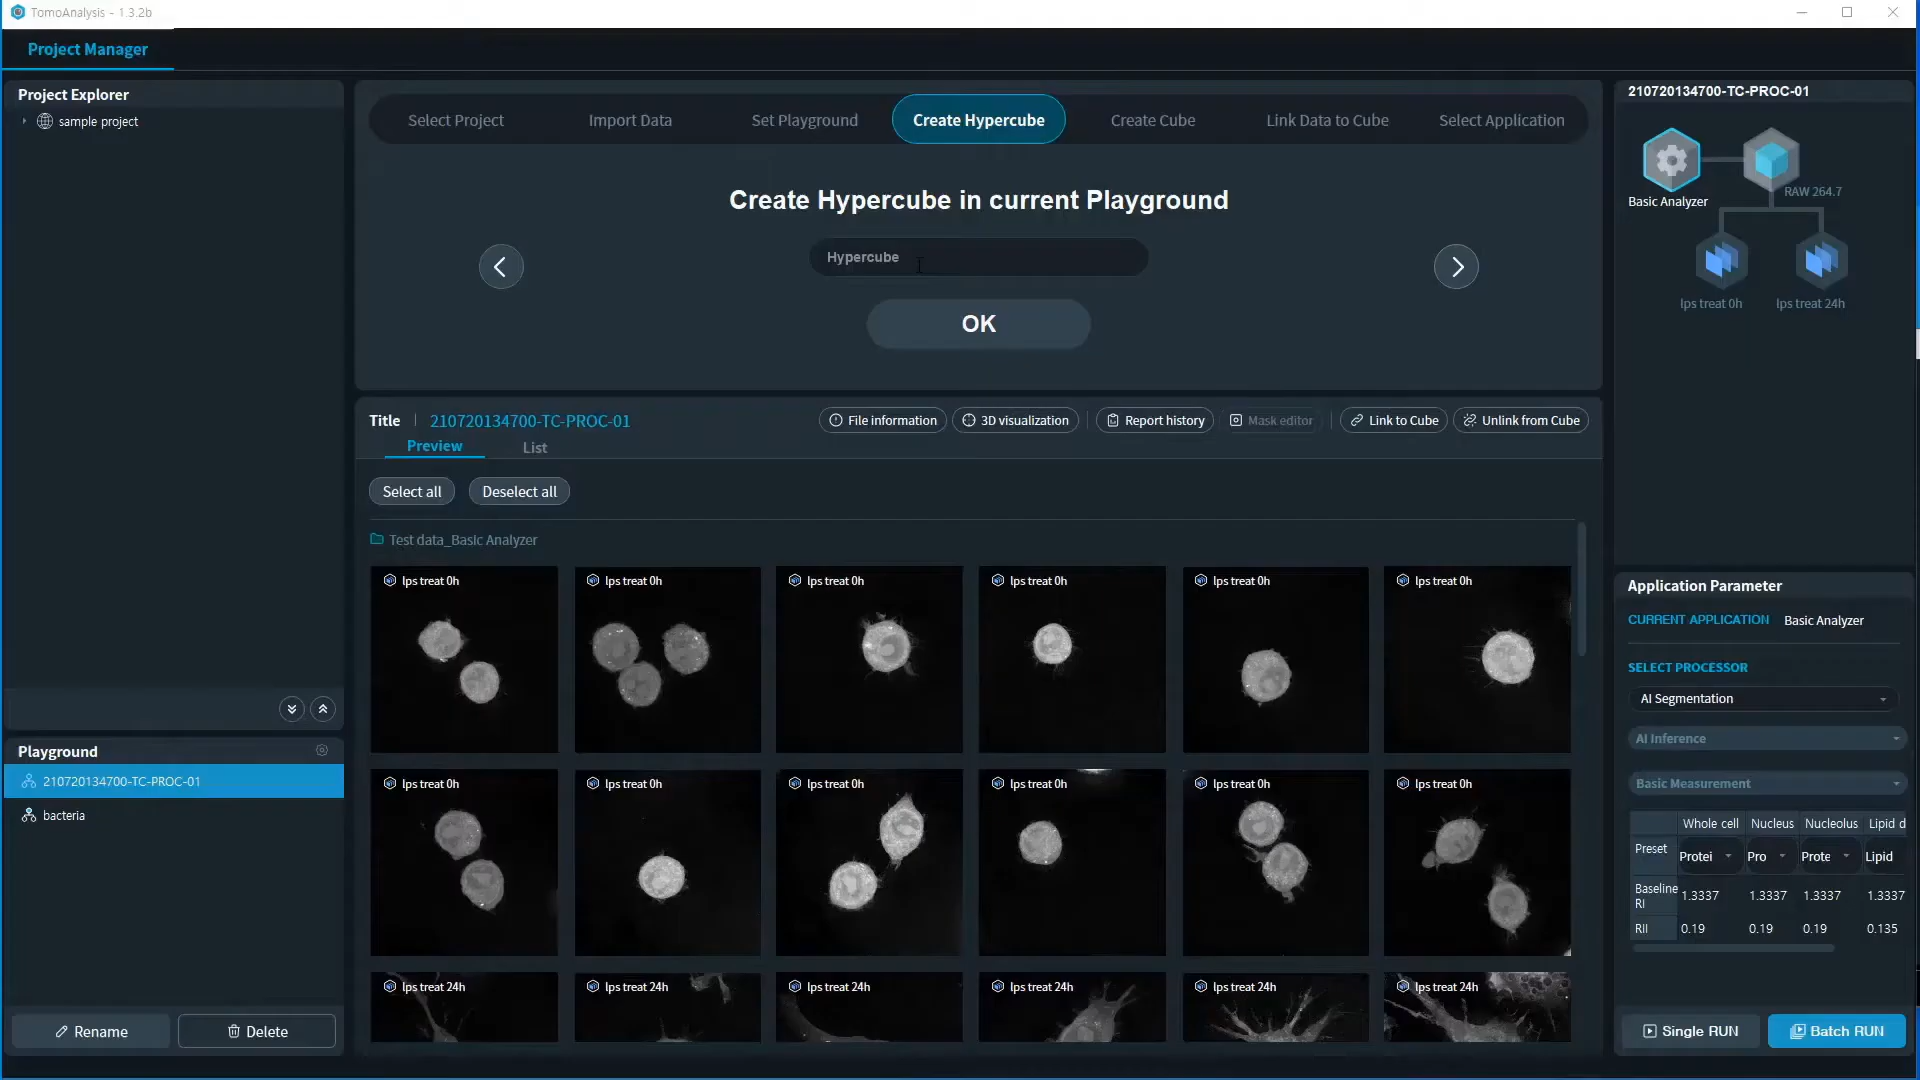 TomoAnalysis - 1.3.2b
Project Manager
Project Explorer
sample project
Select Project
Import Data
Set Playground
Create Hypercube
Create Cube
Link Data to Cube
Select Application
Create Hypercube in current Playground
Hypercube
OK
210720134700-TC-PROC-01
Basic Analyzer
RAW 264.7
lps treat 0h
lps treat 24h
Title
210720134700-TC-PROC-01
File information
3D visualization
Report history
Mask editor
Link to Cube
Unlink from Cube
Preview
List
Select all
Deselect all
Test data_Basic Analyzer
lps treat 0h
lps treat 0h
lps treat 0h
lps treat 0h
lps treat 0h
lps treat 0h
lps treat 0h
lps treat 0h
lps treat 0h
lps treat 0h
lps treat 0h
lps treat 0h
lps treat 24h
lps treat 24h
lps treat 24h
lps treat 24h
lps treat 24h
lps treat 24h
Playground
210720134700-TC-PROC-01
bacteria
Rename
Delete
Application Parameter
CURRENT APPLICATION Basic Analyzer
SELECT PROCESSOR
AI Segmentation
AI Inference
Basic Measurement
Whole cell Nucleus Nucleolus Lipid d
Preset Protei Pro Prote Lipid
Baseline RI 1.3337 1.3337 1.3337 1.3337
RII 0.19 0.19 0.19 0.135
Single RUN
Batch RUN